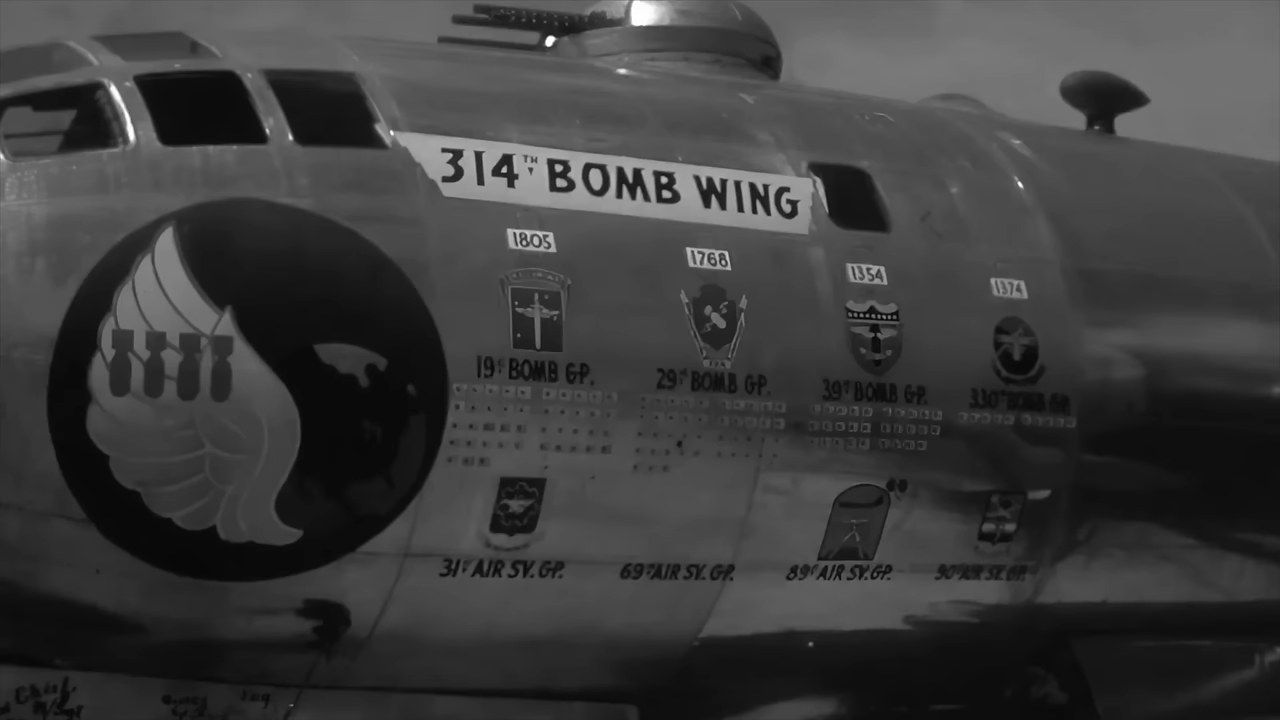 314TH BOMB WING
1805
1768
1354
1374
19TH BOMB GP.
29TH BOMB GP.
39TH BOMB GP.
330TH BOMB GP.
31ST AIR SV. GP.
69TH AIR SV. GP.
89TH AIR SV. GP.
90TH AIR SV. GP.
Chief